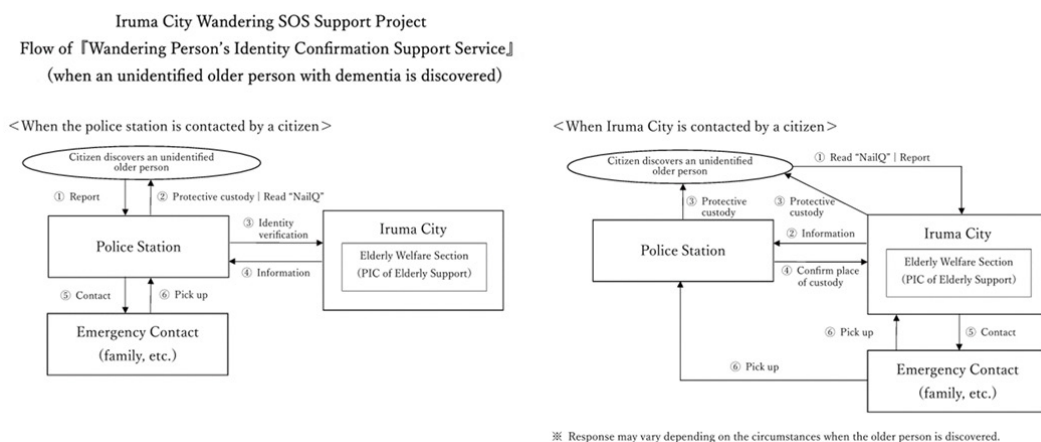 Iruma City Wandering SOS Support Project
Flow of『Wandering Person's Identity Confirmation Support Service』
(when an unidentified older person with dementia is discovered)
<When the police station is contacted by a citizen>
Citizen discovers an unidentified
older person
① Report
② Protective custody | Read "NailQ"
Police Station
③ Identity
verification
④ Information
Iruma City
Elderly Welfare Section
(PIC of Elderly Support)
⑤ Contact
⑥ Pick up
Emergency Contact
(family, etc.)
<When Iruma City is contacted by a citizen>
Citizen discovers an unidentified
older person
① Read "NailQ" | Report
③ Protective
custody
③ Protective
custody
Police Station
② Information
④ Confirm place
of custody
Iruma City
Elderly Welfare Section
(PIC of Elderly Support)
⑥ Pick up
⑤ Contact
⑥ Pick up
Emergency Contact
(family, etc.)
※ Response may vary depending on the circumstances when the older person is discovered.